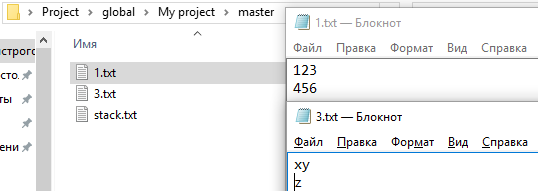 Project
global
My project
master
Имя
1.txt
3.txt
stack.txt
1.txt — Блокнот
Файл Правка Формат Вид Справка
123
456
3.txt — Блокнот
Файл Правка Формат Вид Справка
xy
z